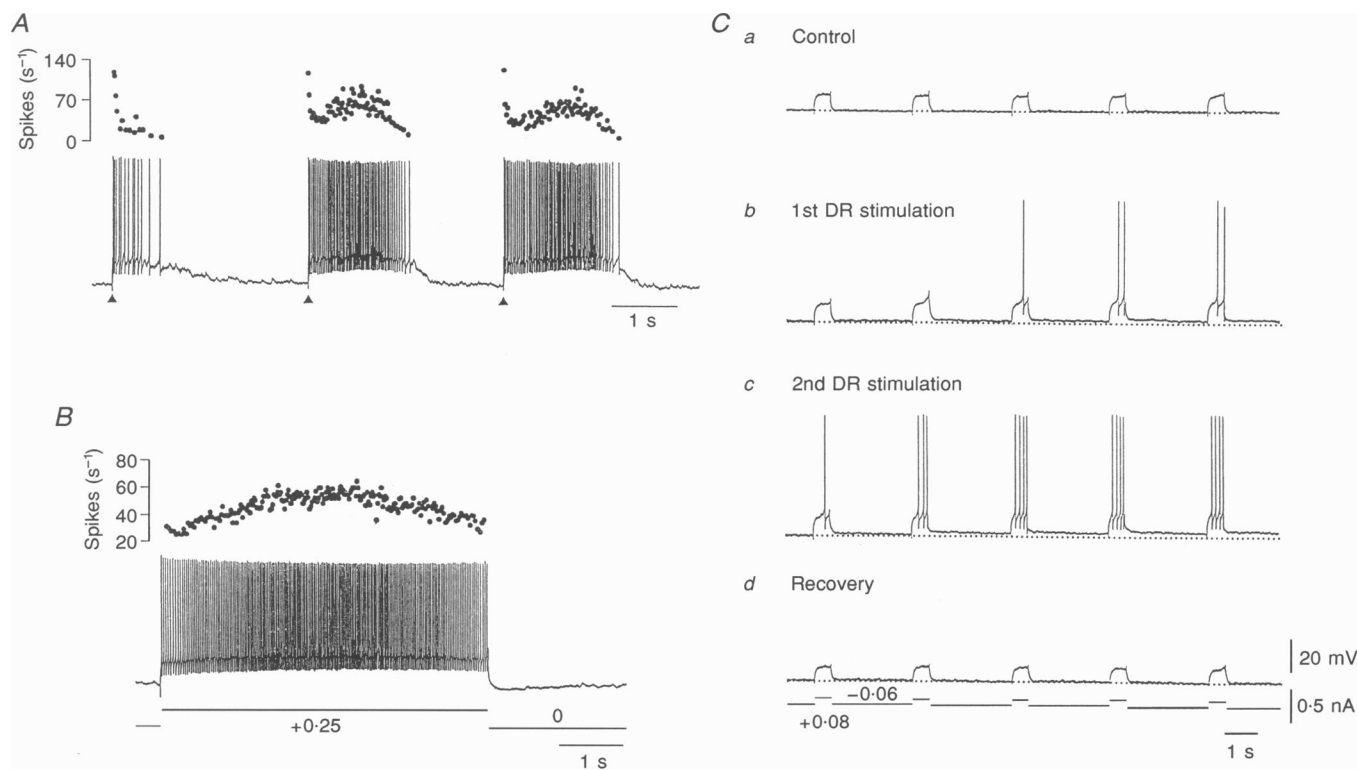 A
Spikes (s⁻¹)
140
70
0
1 s
B
Spikes (s⁻¹)
80
60
40
20
+0·25
0
1 s
C
a Control
b 1st DR stimulation
c 2nd DR stimulation
d Recovery
20 mV
−0·06
+0·08
0·5 nA
1 s